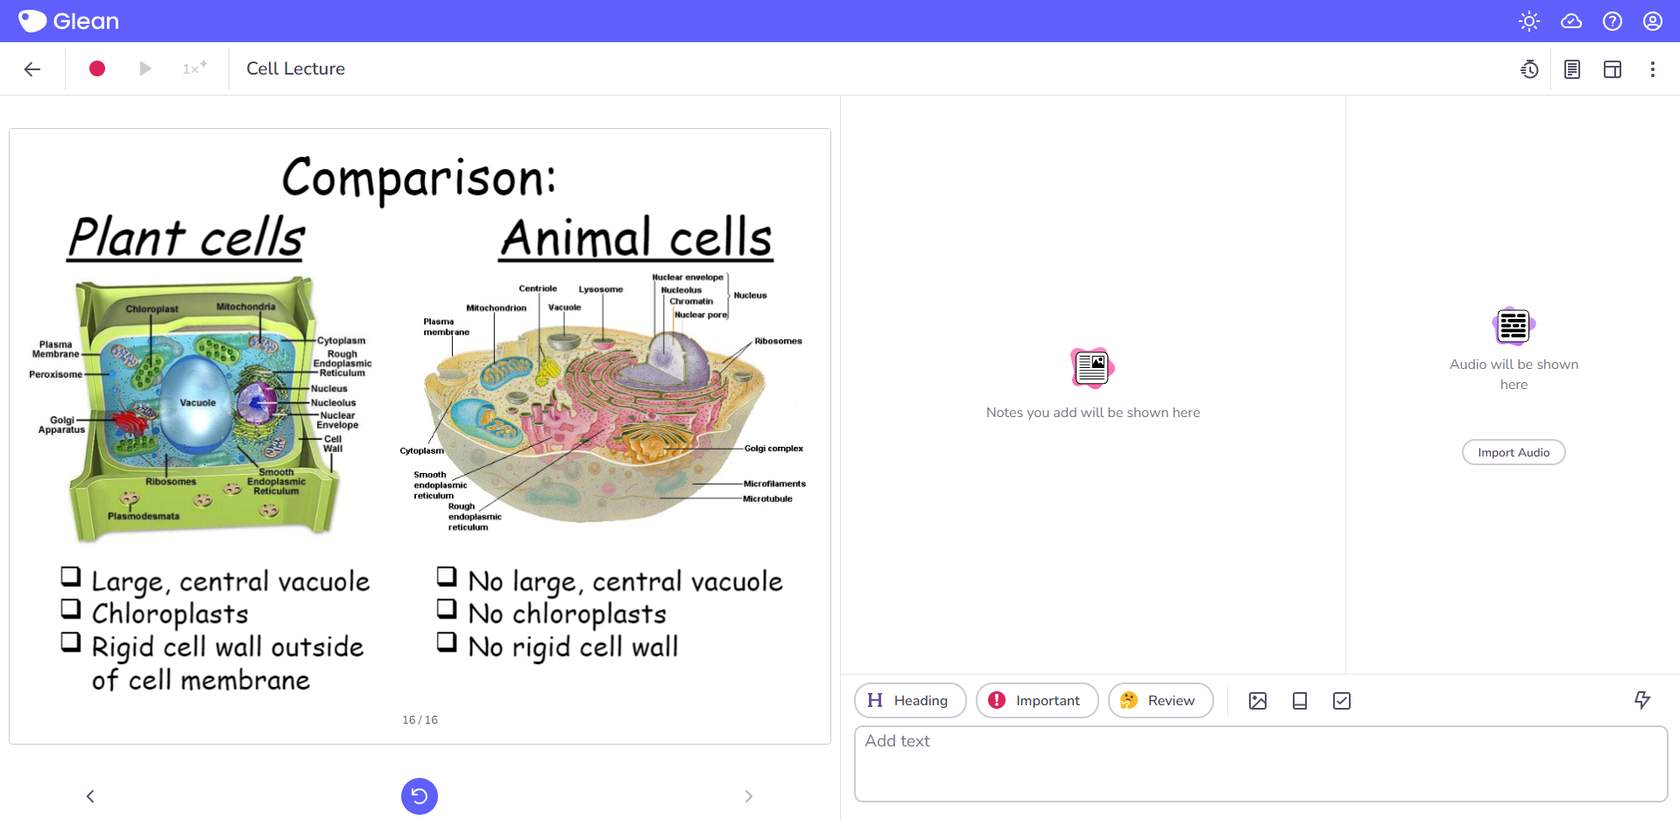 Glean
1×
Cell Lecture
Comparison:
Plant cells
Animal cells
Chloroplast
Mitochondria
Plasma
Membrane
Peroxisome
Vacuole
Golgi
Apparatus
Cytoplasm
Rough
Endoplasmic
Reticulum
Nucleus
Nucleolus
Nuclear
Envelope
Cell
Wall
Ribosomes
Smooth
Endoplasmic
Reticulum
Plasmodesmata
Nuclear envelope
Nucleolus
Chromatin
Nuclear pore
Nucleus
Centriole
Lysosome
Mitochondrion
Vacuole
Plasma
membrane
Ribosomes
Cytoplasm
Golgi complex
Smooth
endoplasmic
reticulum
Microfilaments
Microtubule
Rough
endoplasmic
reticulum
Large, central vacuole
Chloroplasts
Rigid cell wall outside
of cell membrane
No large, central vacuole
No chloroplasts
No rigid cell wall
16 / 16
Notes you add will be shown here
Audio will be shown
here
Import Audio
H Heading
Important
Review
Add text